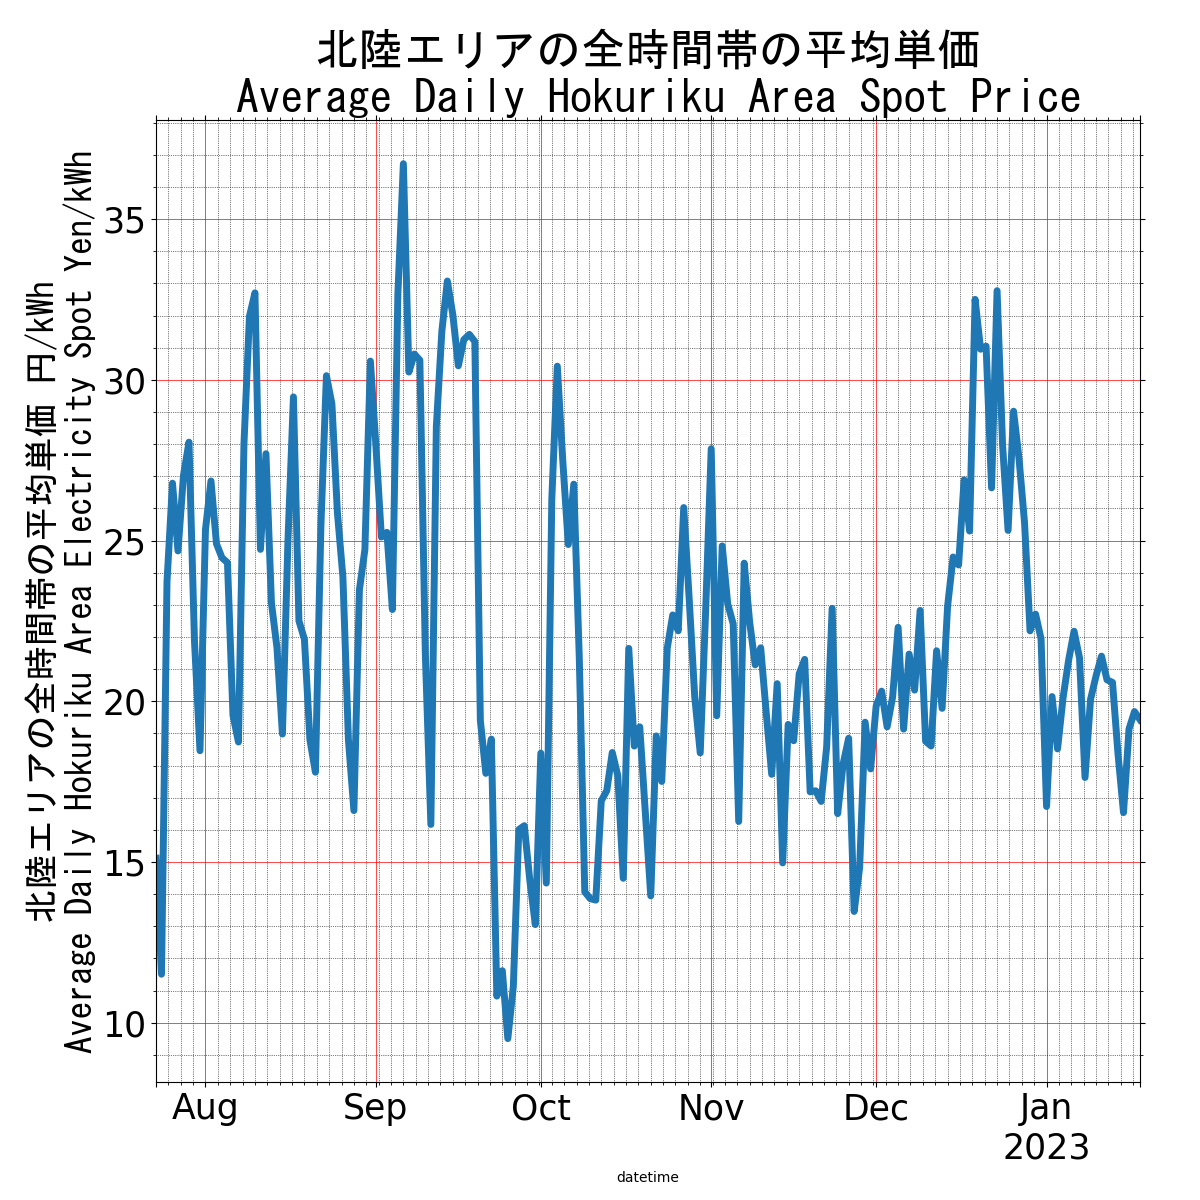 北陸エリアの全時間帯の平均単価
Average Daily Hokuriku Area Spot Price
北陸エリアの全時間帯の平均単価 円/kWh
Average Daily Hokuriku Area Electricity Spot Yen/kWh
35
30
25
20
15
10
Aug Sep Oct Nov Dec Jan
2023
datetime